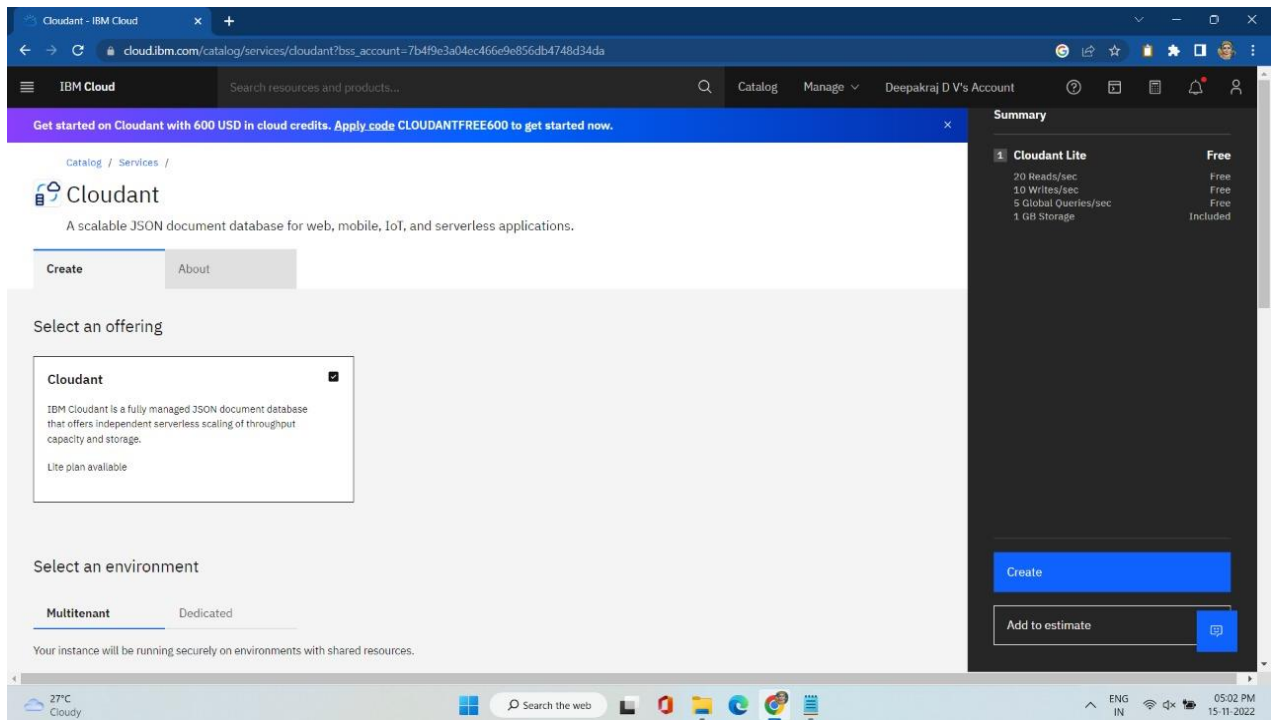 Cloudant - IBM Cloud
cloud.ibm.com/catalog/services/cloudant?bss_account=7b4f9e3a04ec466e9e856db4748d34da
IBM Cloud
Search resources and products...
Catalog
Manage
Deepakraj D V's Account
Get started on Cloudant with 600 USD in cloud credits. Apply code CLOUDANTFREE600 to get started now.
Catalog / Services /
Cloudant
A scalable JSON document database for web, mobile, IoT, and serverless applications.
Create
About
Select an offering
Cloudant
IBM Cloudant is a fully managed JSON document database
that offers independent serverless scaling of throughput
capacity and storage.
Lite plan available
Select an environment
Multitenant
Dedicated
Your instance will be running securely on environments with shared resources.
Summary
1 Cloudant Lite Free
20 Reads/sec Free
10 Writes/sec Free
5 Global Queries/sec Free
1 GB Storage Included
Create
Add to estimate
27°C
Cloudy
Search the web
ENG
IN
05:02 PM
15-11-2022